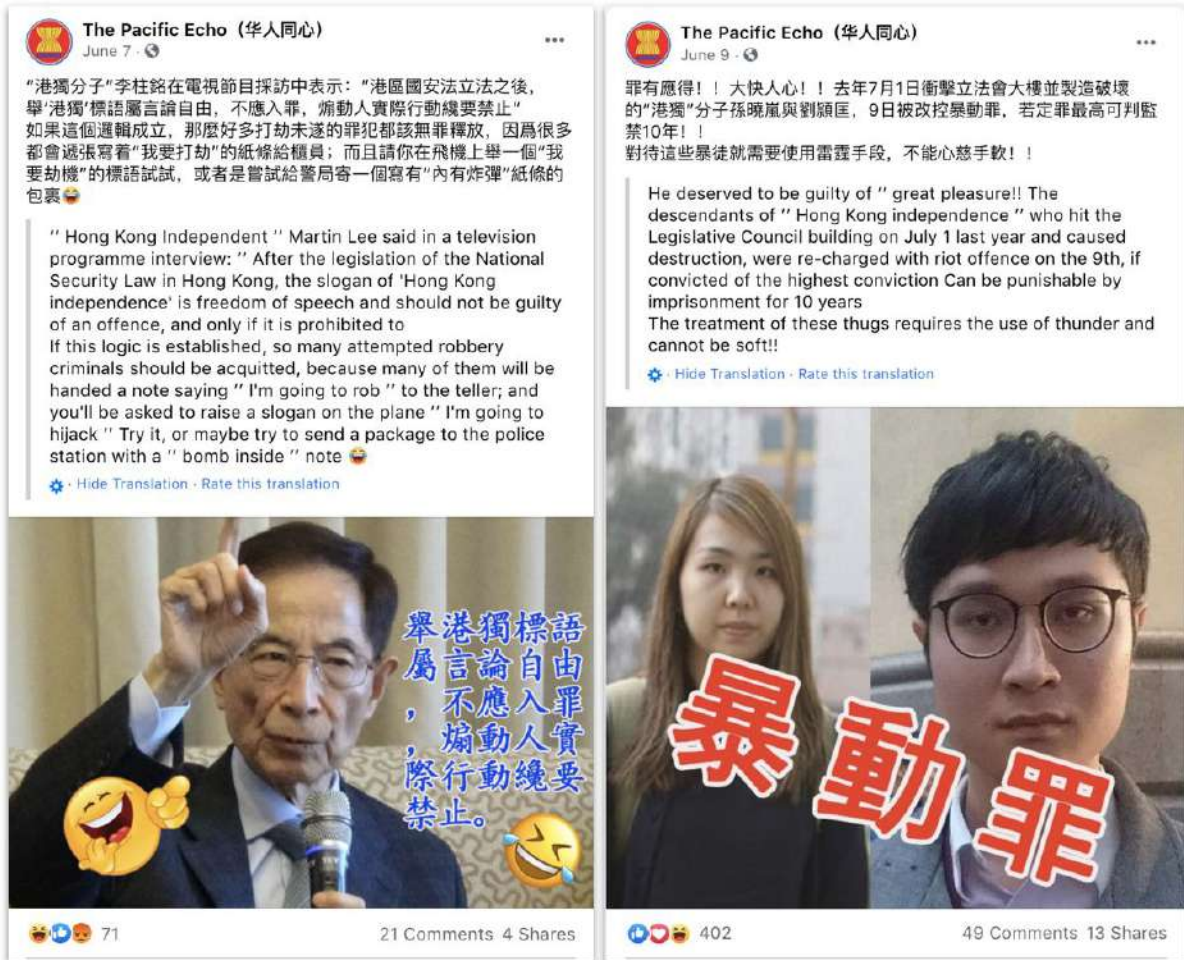 The Pacific Echo (华人同心)
June 7 ·
“港獨分子”李柱銘在電視節目採訪中表示：“港區國安法立法之後，
舉‘港獨’標語屬言論自由，不應入罪，煽動人實際行動纔要禁止”
如果這個邏輯成立，那麼好多打劫未遂的罪犯都該無罪釋放，因爲很多
都會遞張寫着“我要打劫”的紙條給櫃員；而且請你在飛機上舉一個“我
要劫機”的標語試試，或者是嘗試給警局寄一個寫有“內有炸彈”紙條的
包裹😂
'' Hong Kong Independent '' Martin Lee said in a television
programme interview: '' After the legislation of the National
Security Law in Hong Kong, the slogan of 'Hong Kong
independence' is freedom of speech and should not be guilty
of an offence, and only if it is prohibited to
If this logic is established, so many attempted robbery
criminals should be acquitted, because many of them will be
handed a note saying '' I'm going to rob '' to the teller; and
you'll be asked to raise a slogan on the plane '' I'm going to
hijack '' Try it, or maybe try to send a package to the police
station with a '' bomb inside '' note 😂
· Hide Translation · Rate this translation
舉港獨標語
屬言論自由
，不應入罪
，煽動人實
際行動纔要
禁止。
71
21 Comments 4 Shares
The Pacific Echo (华人同心)
June 9 ·
罪有應得！！大快人心！！去年7月1日衝擊立法會大樓並製造破壞
的“港獨”分子孫曉嵐與劉頴匡，9日被改控暴動罪，若定罪最高可判監
禁10年！！
對待這些暴徒就需要使用雷霆手段，不能心慈手軟！！
He deserved to be guilty of '' great pleasure!! The
descendants of '' Hong Kong independence '' who hit the
Legislative Council building on July 1 last year and caused
destruction, were re-charged with riot offence on the 9th, if
convicted of the highest conviction Can be punishable by
imprisonment for 10 years
The treatment of these thugs requires the use of thunder and
cannot be soft!!
· Hide Translation · Rate this translation
暴動罪
402
49 Comments 13 Shares